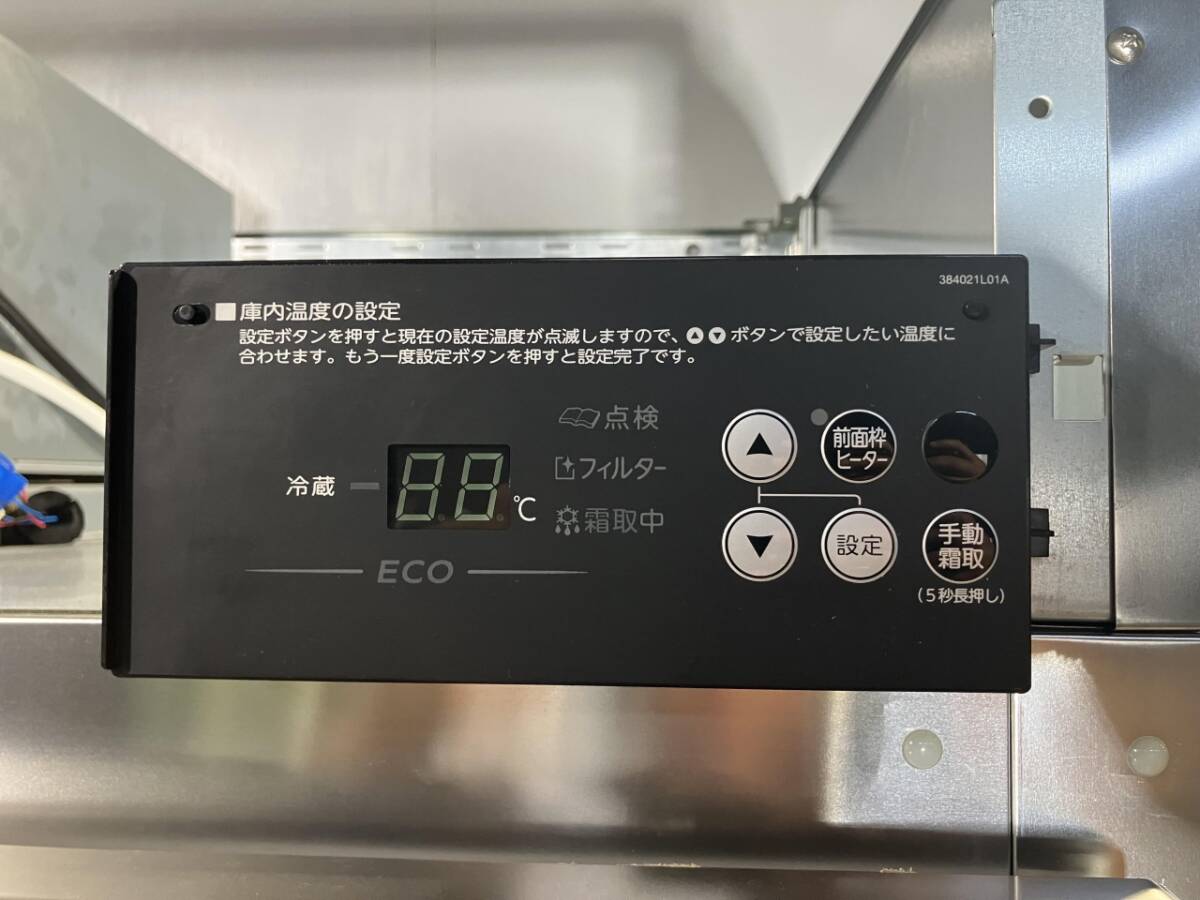 384021L01A
■庫内温度の設定
設定ボタンを押すと現在の設定温度が点滅しますので、▲▼ボタンで設定したい温度に
合わせます。もう一度設定ボタンを押すと設定完了です。
点検
フィルター
霜取中
冷蔵
88
℃
ECO
▲
前面枠
ヒーター
▼
設定
手動
霜取
(5秒長押し)